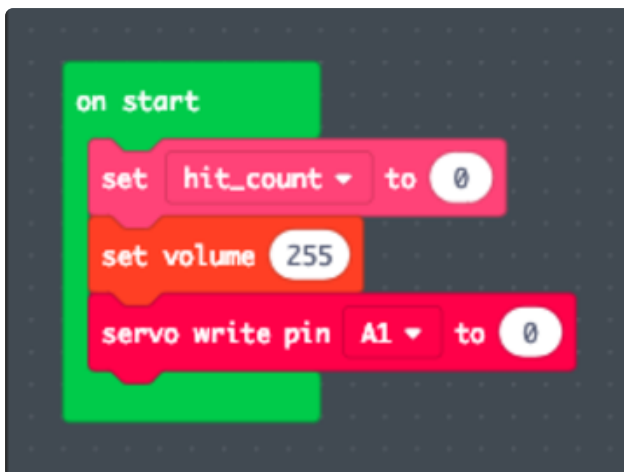 on start
set hit_count to 0
set volume 255
servo write pin A1 to 0